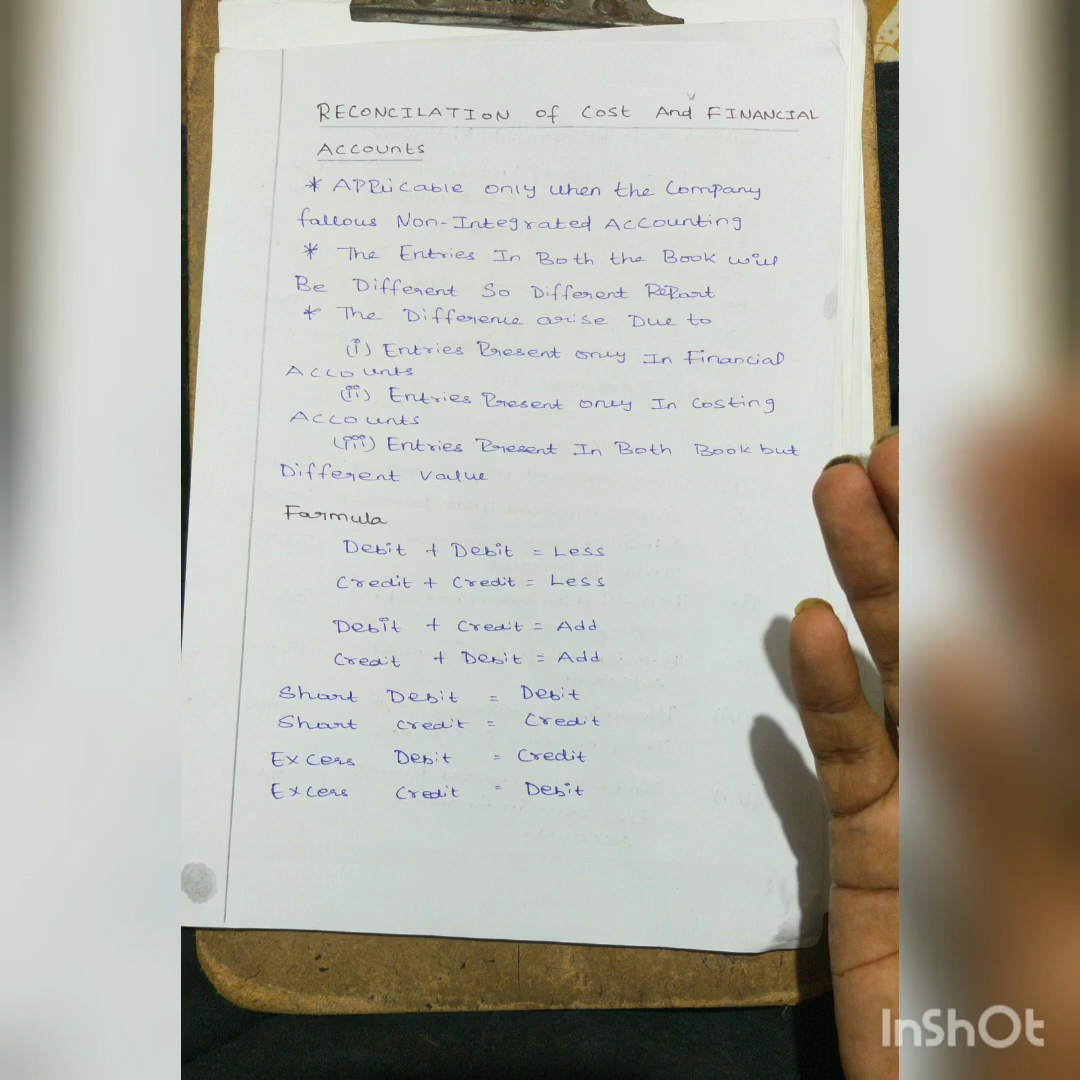 RECONCILATION of Cost And FINANCIAL
ACCOUnts
* APPlicable only when the Company
fallows Non-Integrated Accounting
* The Entries In Both the Book will
Be Different So Different RePart
* The Difference arise Due to
(i) Entries Present only In Financial
Accounts
(ii) Entries Present only In Costing
Accounts
(iii) Entries Present In Both Book but
Different value
Farmula
Debit + Debit = Less
Credit + Credit = Less
Debit + Credit = Add
Credit + Debit = Add
Shart Debit = Debit
Shart Credit = Credit
Excess Debit = Credit
Excess Credit = Debit
InShOt